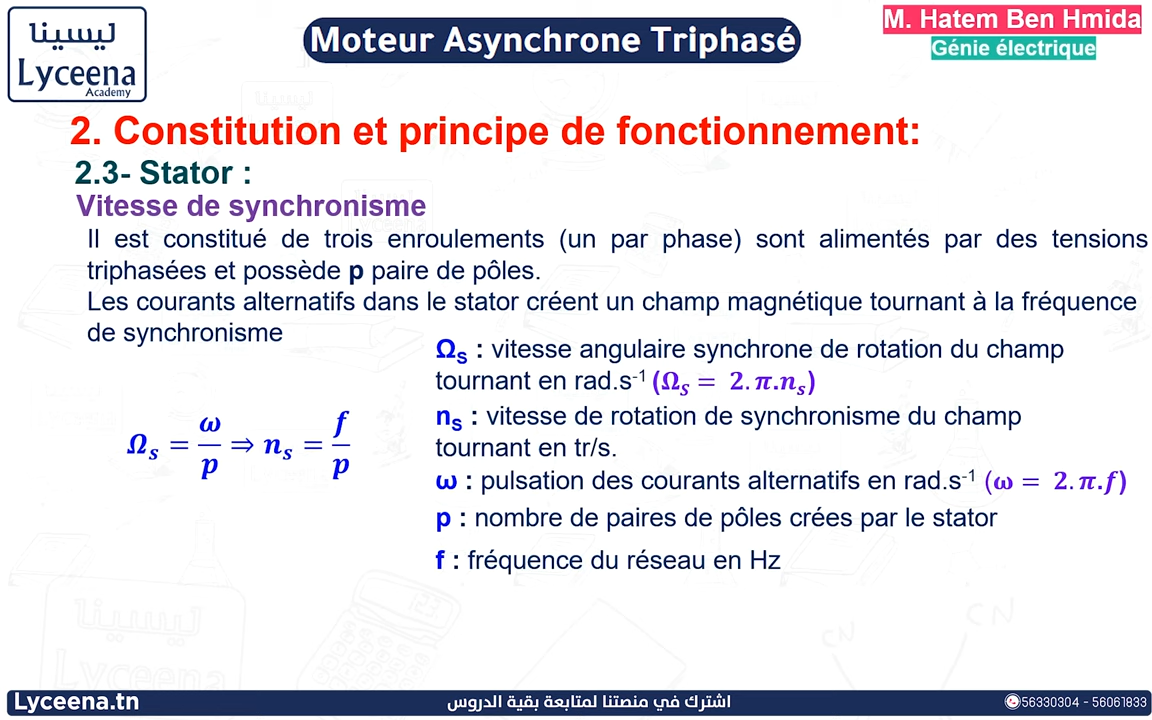 ليسينا
Lyceena
Academy
Moteur Asynchrone Triphasé
M. Hatem Ben Hmida
Génie électrique
2. Constitution et principe de fonctionnement:
2.3- Stator :
Vitesse de synchronisme
Il est constitué de trois enroulements (un par phase) sont alimentés par des tensions
triphasées et possède p paire de pôles.
Les courants alternatifs dans le stator créent un champ magnétique tournant à la fréquence
de synchronisme
Ωs = ω/p ⇒ ns = f/p
ΩS : vitesse angulaire synchrone de rotation du champ
tournant en rad.s-1 (ΩS = 2.π.ns)
nS : vitesse de rotation de synchronisme du champ
tournant en tr/s.
ω : pulsation des courants alternatifs en rad.s-1 (ω = 2.π.f)
p : nombre de paires de pôles crées par le stator
f : fréquence du réseau en Hz
ليسينا
Lyceena
CN
CN
Lyceena.tn
اشترك في منصتنا لمتابعة بقية الدروس
56330304 - 56061833